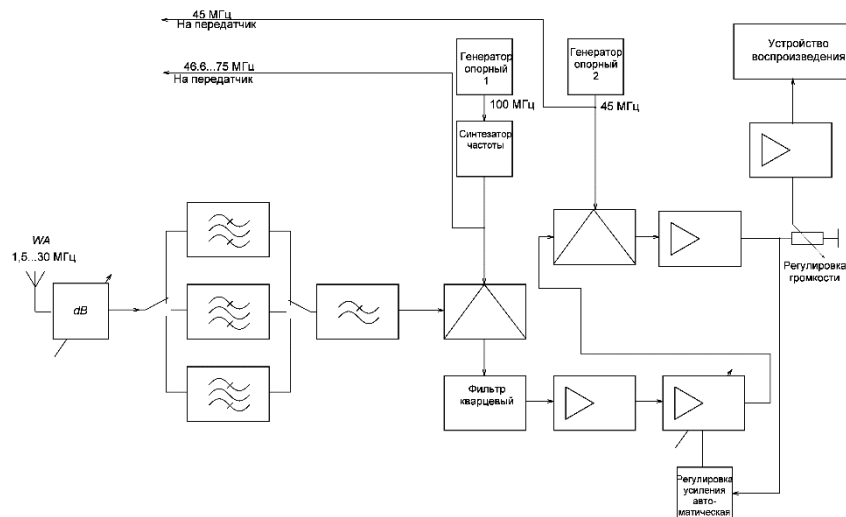 45 МГц
На передатчик
46.6...75 МГц
На передатчик
Генератор
опорный
1
Генератор
опорный
2
Устройство
воспроизведения
100 МГц
45 МГц
Синтезатор
частоты
WA
1,5...30 МГц
dB
Регулировка
громкости
Фильтр
кварцевый
Регулировка
усиления
авто-
матическая